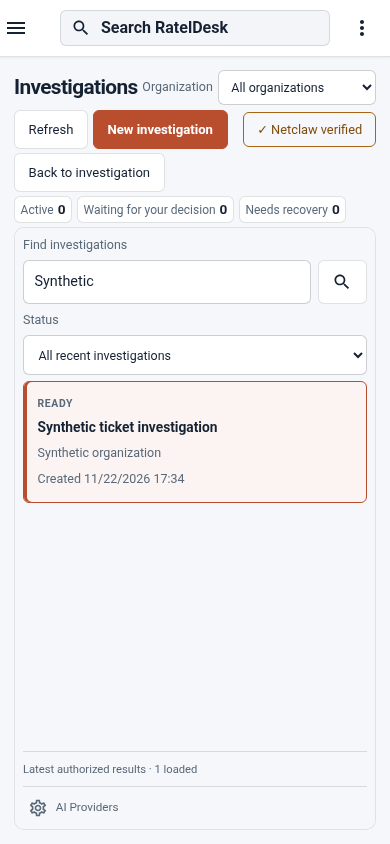 Search RatelDesk
Investigations Organization All organizations
Refresh New investigation ✓ Netclaw verified
Back to investigation
Active 0 Waiting for your decision 0 Needs recovery 0
Find investigations
Synthetic
Status
All recent investigations
READY
Synthetic ticket investigation
Synthetic organization
Created 11/22/2026 17:34
Latest authorized results · 1 loaded
AI Providers